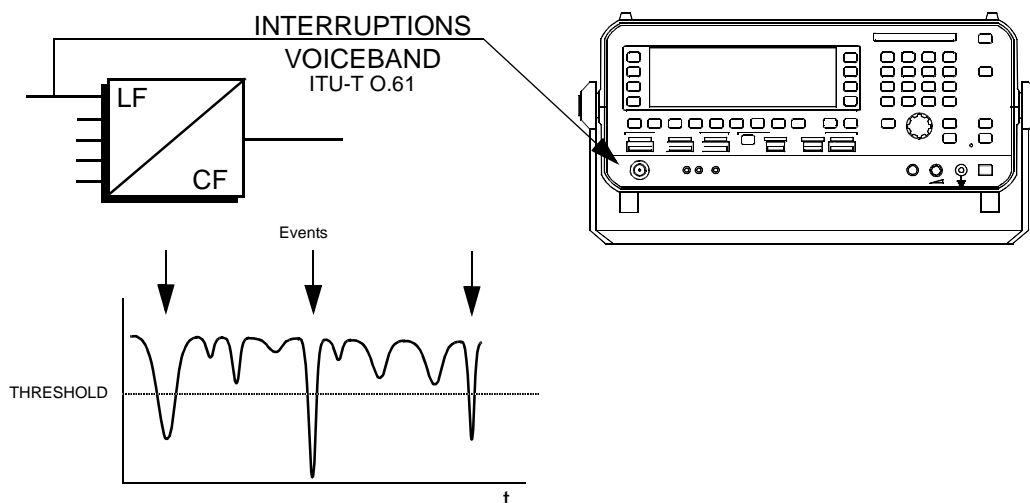 INTERRUPTIONS
VOICEBAND
ITU-T O.61
LF
CF
Events
THRESHOLD
t